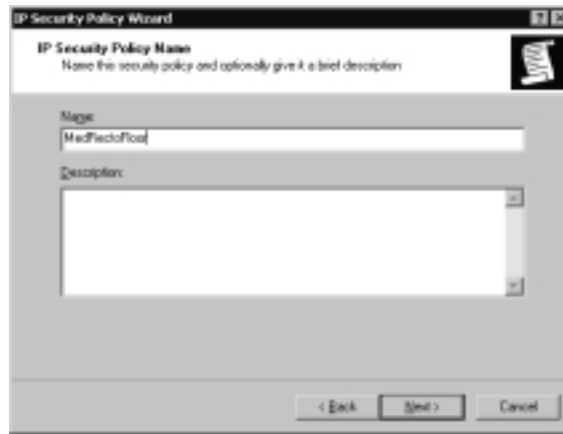 IP Security Policy Wizard
IP Security Policy Name
Name this security policy and optionally give it a brief description
Name:
Description:
< Back
Next >
Cancel